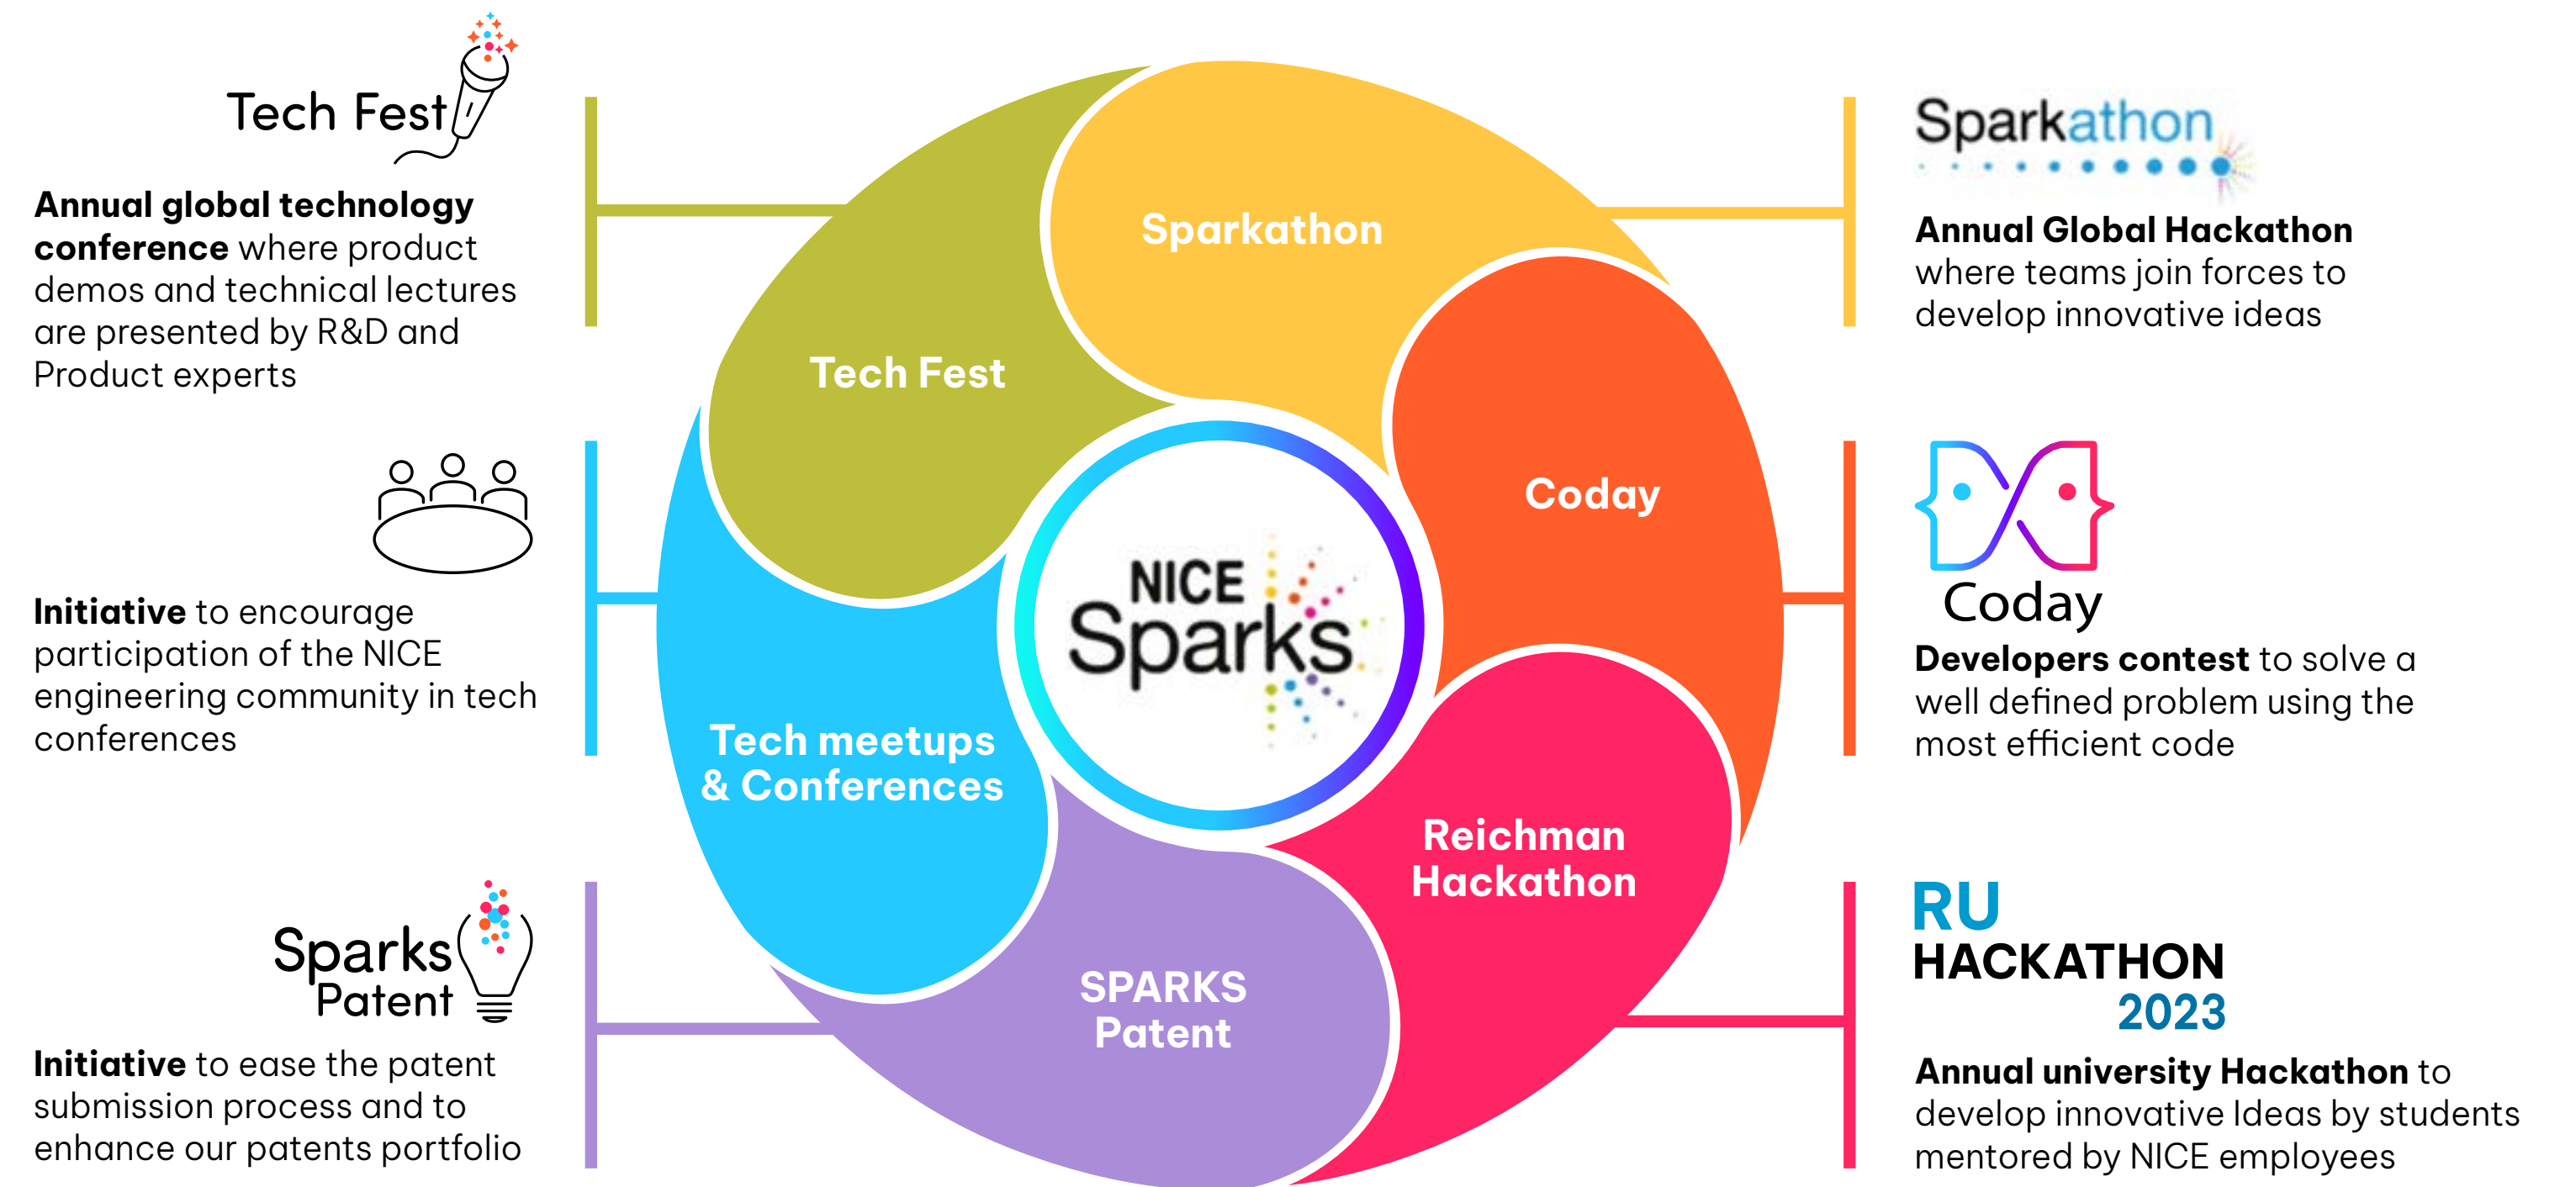 Tech Fest
Annual global technology
conference where product
demos and technical lectures
are presented by R&D and
Product experts
Initiative to encourage
participation of the NICE
engineering community in tech
conferences
Sparks
Patent
Initiative to ease the patent
submission process and to
enhance our patents portfolio
Sparkathon
Tech Fest
Coday
NICE
Sparks
Tech meetups
& Conferences
Reichman
Hackathon
SPARKS
Patent
Sparkathon
Annual Global Hackathon
where teams join forces to
develop innovative ideas
Coday
Developers contest to solve a
well defined problem using the
most efficient code
RU
HACKATHON
2023
Annual university Hackathon to
develop innovative Ideas by students
mentored by NICE employees